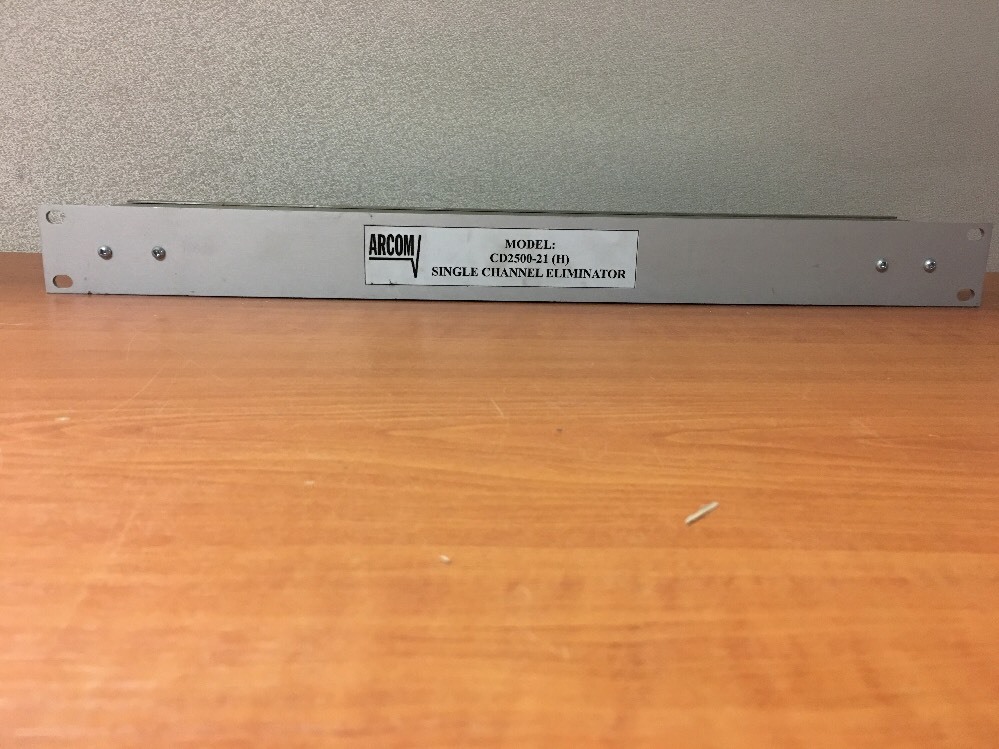 ARCOM
MODEL:
CD2500-21 (H)
SINGLE CHANNEL ELIMINATOR